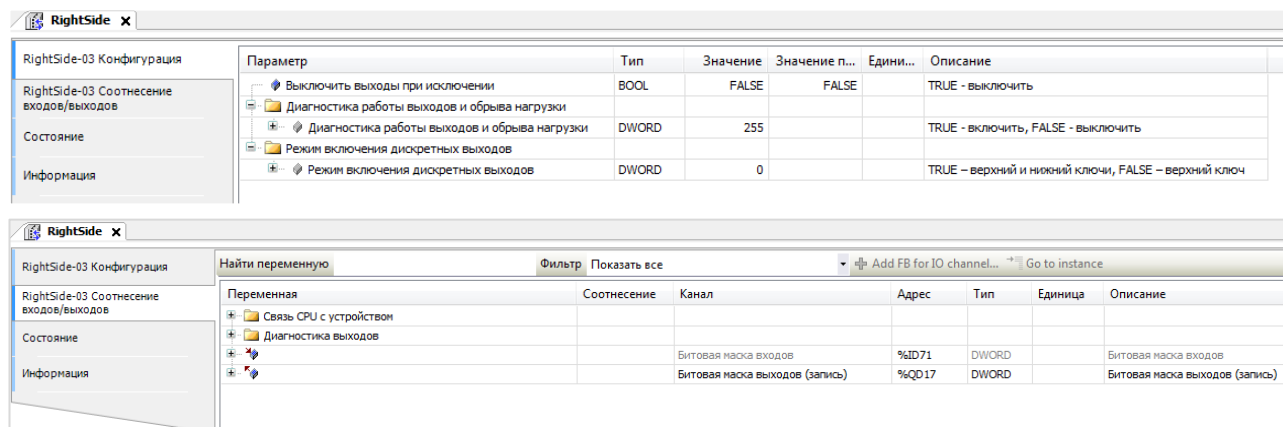 RightSide x
RightSide-03 Конфигурация
RightSide-03 Соотнесение
входов/выходов
Состояние
Информация
Параметр Тип Значение Значение п... Едини... Описание
Выключить выходы при исключении BOOL FALSE FALSE TRUE - выключить
Диагностика работы выходов и обрыва нагрузки
Диагностика работы выходов и обрыва нагрузки DWORD 255 TRUE - включить, FALSE - выключить
Режим включения дискретных выходов
Режим включения дискретных выходов DWORD 0 TRUE – верхний и нижний ключи, FALSE – верхний ключ
RightSide x
RightSide-03 Конфигурация
RightSide-03 Соотнесение
входов/выходов
Состояние
Информация
Найти переменную Фильтр Показать все Add FB for IO channel... Go to instance
Переменная Соотнесение Канал Адрес Тип Единица Описание
Связь CPU с устройством
Диагностика выходов
Битовая маска входов %ID71 DWORD Битовая маска входов
Битовая маска выходов (запись) %QD17 DWORD Битовая маска выходов (запись)